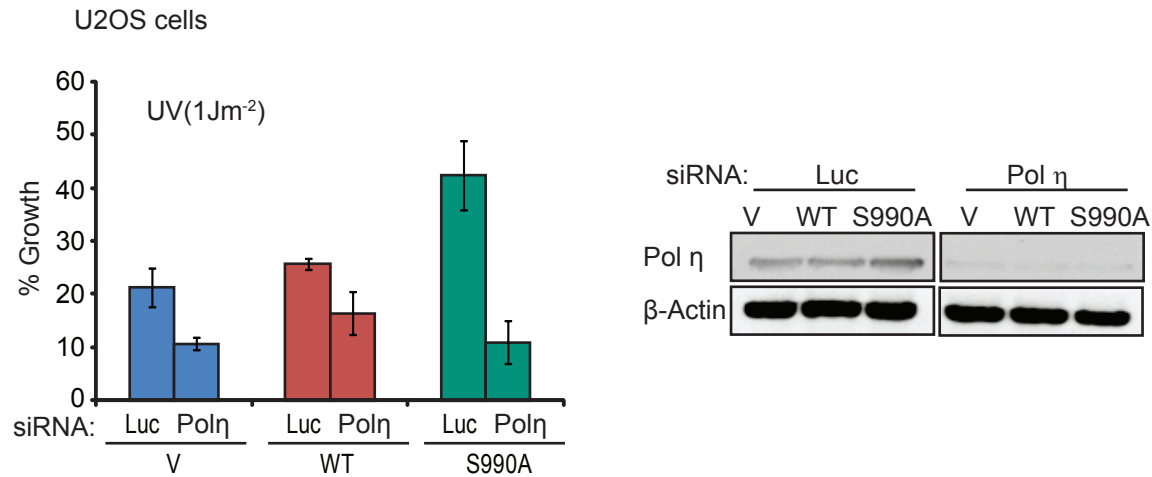 U2OS cells
60
50
40
30
20
10
0
% Growth
UV(1Jm⁻²)
siRNA: Luc Polη Luc Polη Luc Polη
V WT S990A
siRNA: Luc Pol η
V WT S990A V WT S990A
Pol η
β-Actin